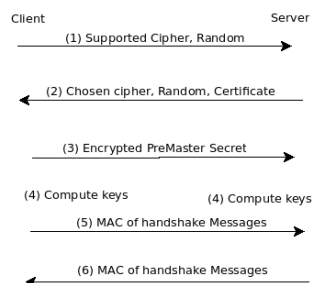 Client
Server
(1) Supported Cipher, Random
(2) Chosen cipher, Random, Certificate
(3) Encrypted PreMaster Secret
(4) Compute keys
(4) Compute keys
(5) MAC of handshake Messages
(6) MAC of handshake Messages